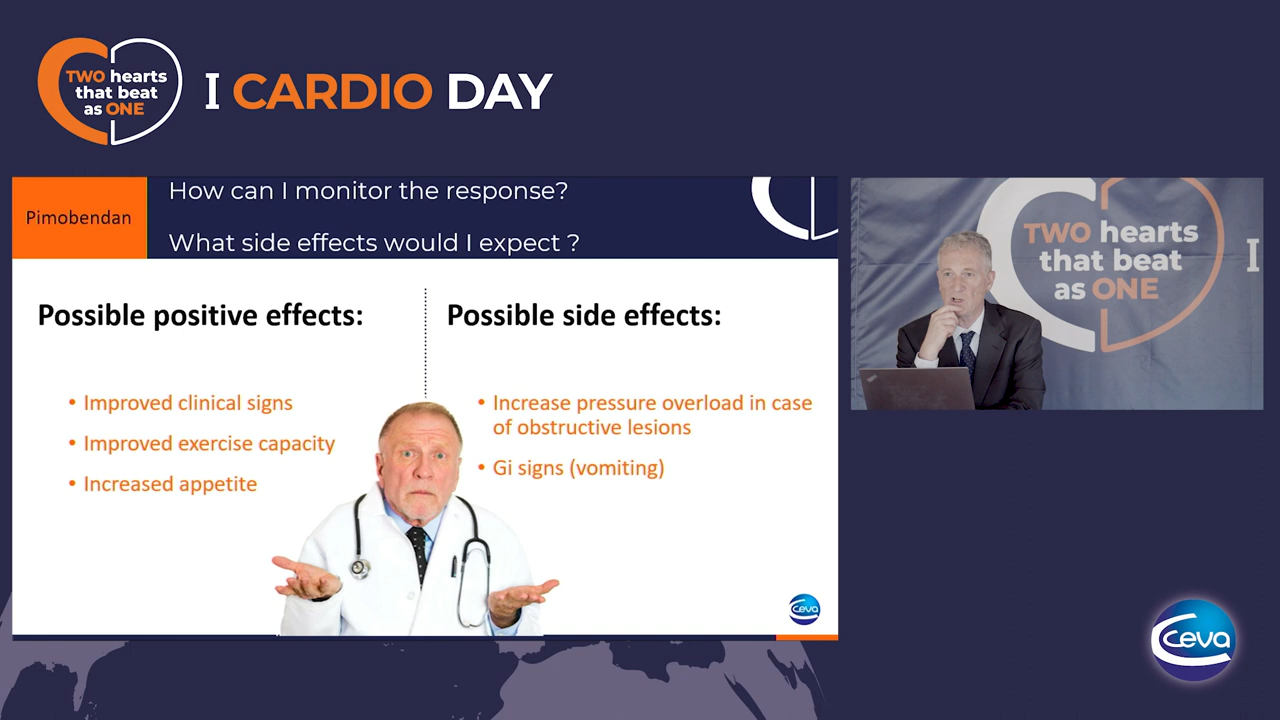 TWO hearts
that beat
as ONE
I CARDIO DAY
Pimobendan
How can I monitor the response?
What side effects would I expect ?
Possible positive effects:
• Improved clinical signs
• Improved exercise capacity
• Increased appetite
Possible side effects:
• Increase pressure overload in case
of obstructive lesions
• Gi signs (vomiting)
Ceva
TWO hearts
that beat
as ONE
I
Ceva